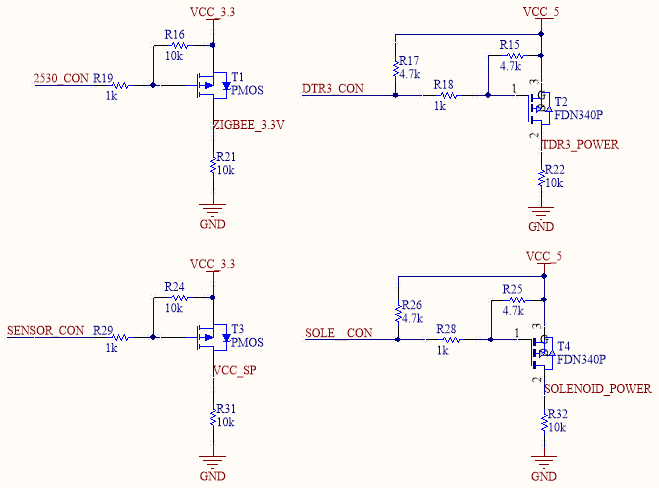 VCC_3.3
R16
10k
2530_CON
R19
1k
T1
PMOS
ZIGBEE_3.3V
R21
10k
GND
VCC_5
R15
4.7k
R17
4.7k
DTR3_CON
R18
1k
1
3
2
T2
FDN340P
TDR3_POWER
R22
10k
GND
VCC_3.3
R24
10k
SENSOR_CON
R29
1k
T3
PMOS
VCC_SP
R31
10k
GND
VCC_5
R25
4.7k
R26
4.7k
SOLE_CON
R28
1k
1
3
2
T4
FDN340P
SOLENOID_POWER
R32
10k
GND